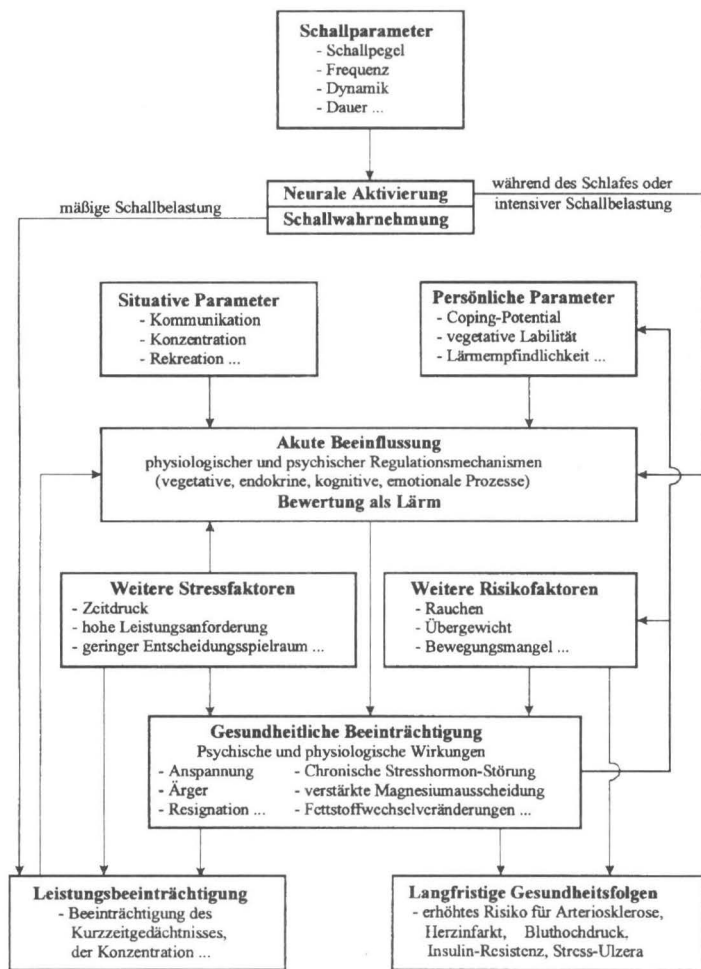 Schallparameter
- Schallpegel
- Frequenz
- Dynamik
- Dauer ...
Neurale Aktivierung
Schallwahrnehmung
mäßige Schallbelastung
während des Schlafes oder
intensiver Schallbelastung
Situative Parameter
- Kommunikation
- Konzentration
- Rekreation ...
Persönliche Parameter
- Coping-Potential
- vegetative Labilität
- Lärmempfindlichkeit ...
Akute Beeinflussung
physiologischer und psychischer Regulationsmechanismen
(vegetative, endokrine, kognitive, emotionale Prozesse)
Bewertung als Lärm
Weitere Stressfaktoren
- Zeitdruck
- hohe Leistungsanforderung
- geringer Entscheidungsspielraum ...
Weitere Risikofaktoren
- Rauchen
- Übergewicht
- Bewegungsmangel ...
Gesundheitliche Beeinträchtigung
Psychische und physiologische Wirkungen
- Anspannung
- Ärger
- Resignation ...
- Chronische Stresshormon-Störung
- verstärkte Magnesiumausscheidung
- Fettstoffwechselveränderungen ...
Leistungsbeeinträchtigung
- Beeinträchtigung des
Kurzzeitgedächtnisses,
der Konzentration ...
Langfristige Gesundheitsfolgen
- erhöhtes Risiko für Arteriosklerose,
Herzinfarkt, Bluthochdruck,
Insulin-Resistenz, Stress-Ulzera